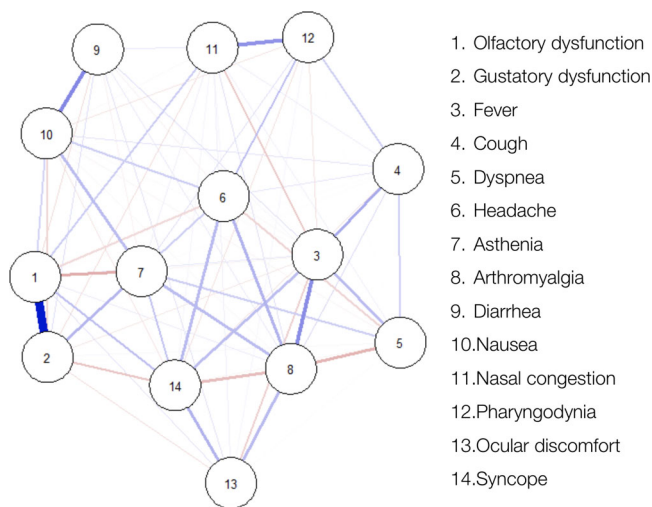 9
11
12
10
4
6
3
7
1
5
8
2
14
13
1. Olfactory dysfunction
2. Gustatory dysfunction
3. Fever
4. Cough
5. Dyspnea
6. Headache
7. Asthenia
8. Arthromyalgia
9. Diarrhea
10.Nausea
11.Nasal congestion
12.Pharyngodynia
13.Ocular discomfort
14.Syncope